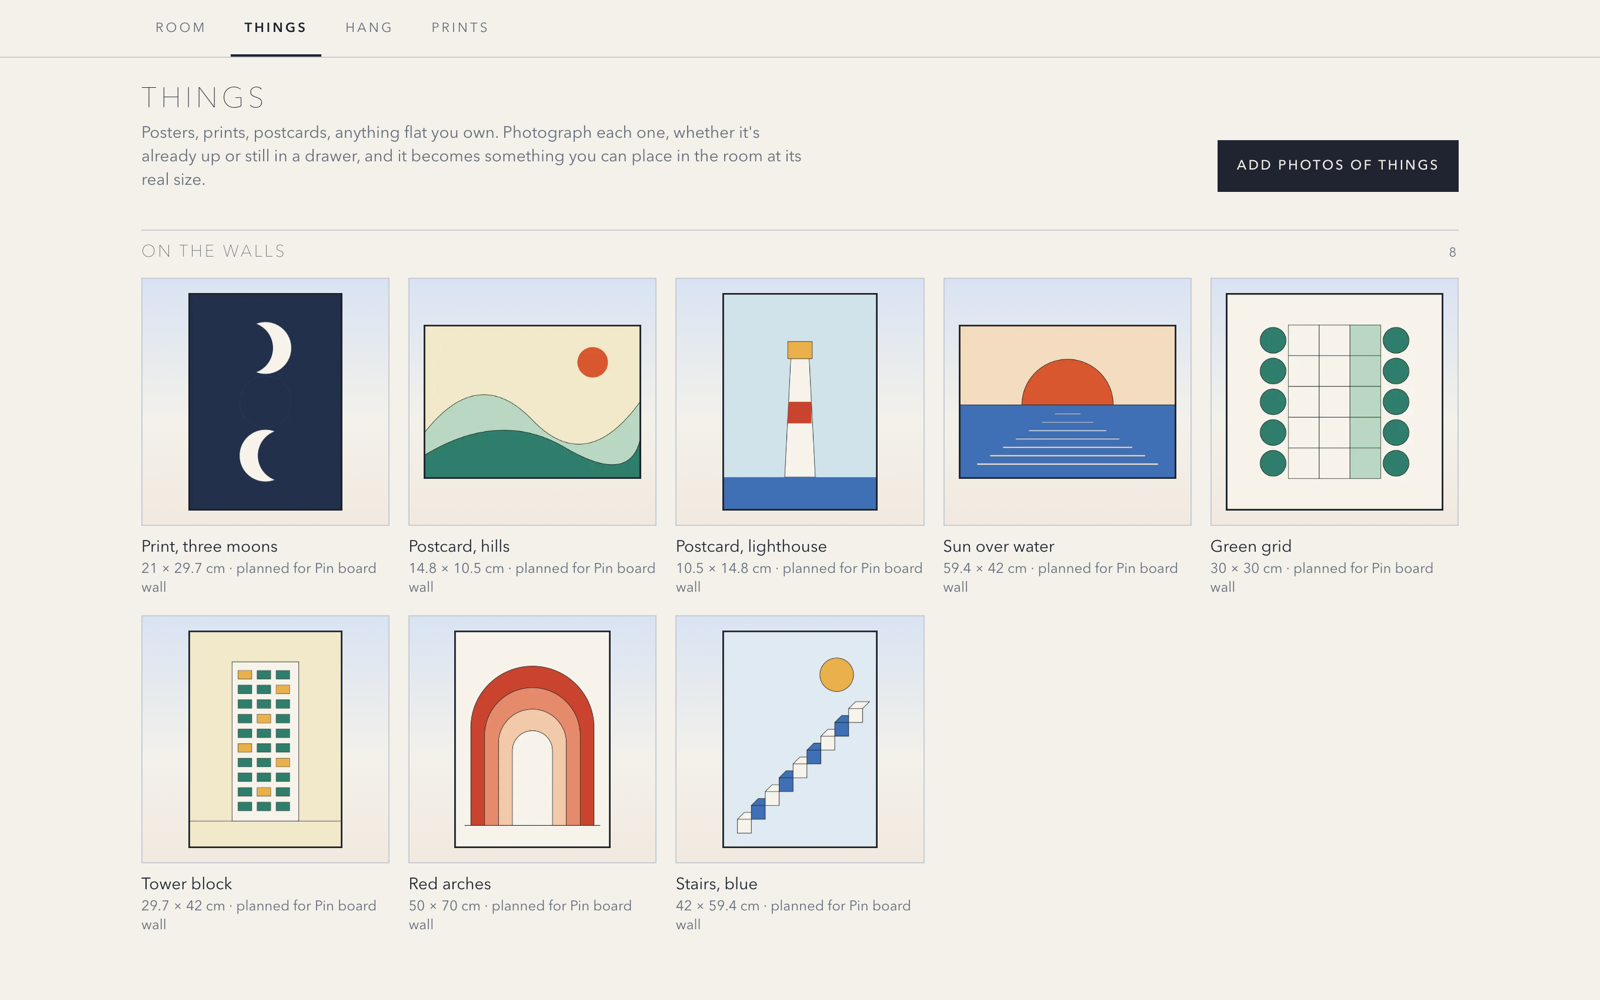 ROOM THINGS HANG PRINTS
THINGS
Posters, prints, postcards, anything flat you own. Photograph each one, whether it's
already up or still in a drawer, and it becomes something you can place in the room at its
real size.
ADD PHOTOS OF THINGS
ON THE WALLS
8
Print, three moons
21 × 29.7 cm · planned for Pin board
wall
Postcard, hills
14.8 × 10.5 cm · planned for Pin board
wall
Postcard, lighthouse
10.5 × 14.8 cm · planned for Pin board
wall
Sun over water
59.4 × 42 cm · planned for Pin board
wall
Green grid
30 × 30 cm · planned for Pin board
wall
Tower block
29.7 × 42 cm · planned for Pin board
wall
Red arches
50 × 70 cm · planned for Pin board
wall
Stairs, blue
42 × 59.4 cm · planned for Pin board
wall